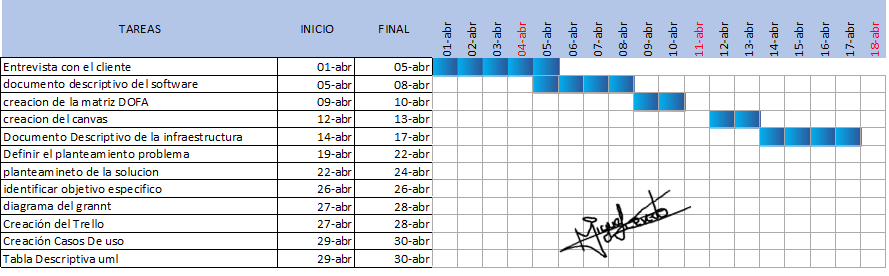 TAREAS INICIO FINAL 01-abr 02-abr 03-abr 04-abr 05-abr 06-abr 07-abr 08-abr 09-abr 10-abr 11-abr 12-abr 13-abr 14-abr 15-abr 16-abr 17-abr 18-abr
Entrevista con el cliente 01-abr 05-abr
documento descriptivo del software 05-abr 08-abr
creacion de la matriz DOFA 09-abr 10-abr
creacion del canvas 12-abr 13-abr
Documento Descriptivo de la infraestructura 14-abr 17-abr
Definir el planteamiento problema 19-abr 22-abr
planteamineto de la solucion 22-abr 24-abr
identificar objetivo especifico 26-abr 26-abr
diagrama del grannt 27-abr 28-abr
Creación del Trello 27-abr 28-abr
Creación Casos De uso 29-abr 30-abr
Tabla Descriptiva uml 29-abr 30-abr
Miguel